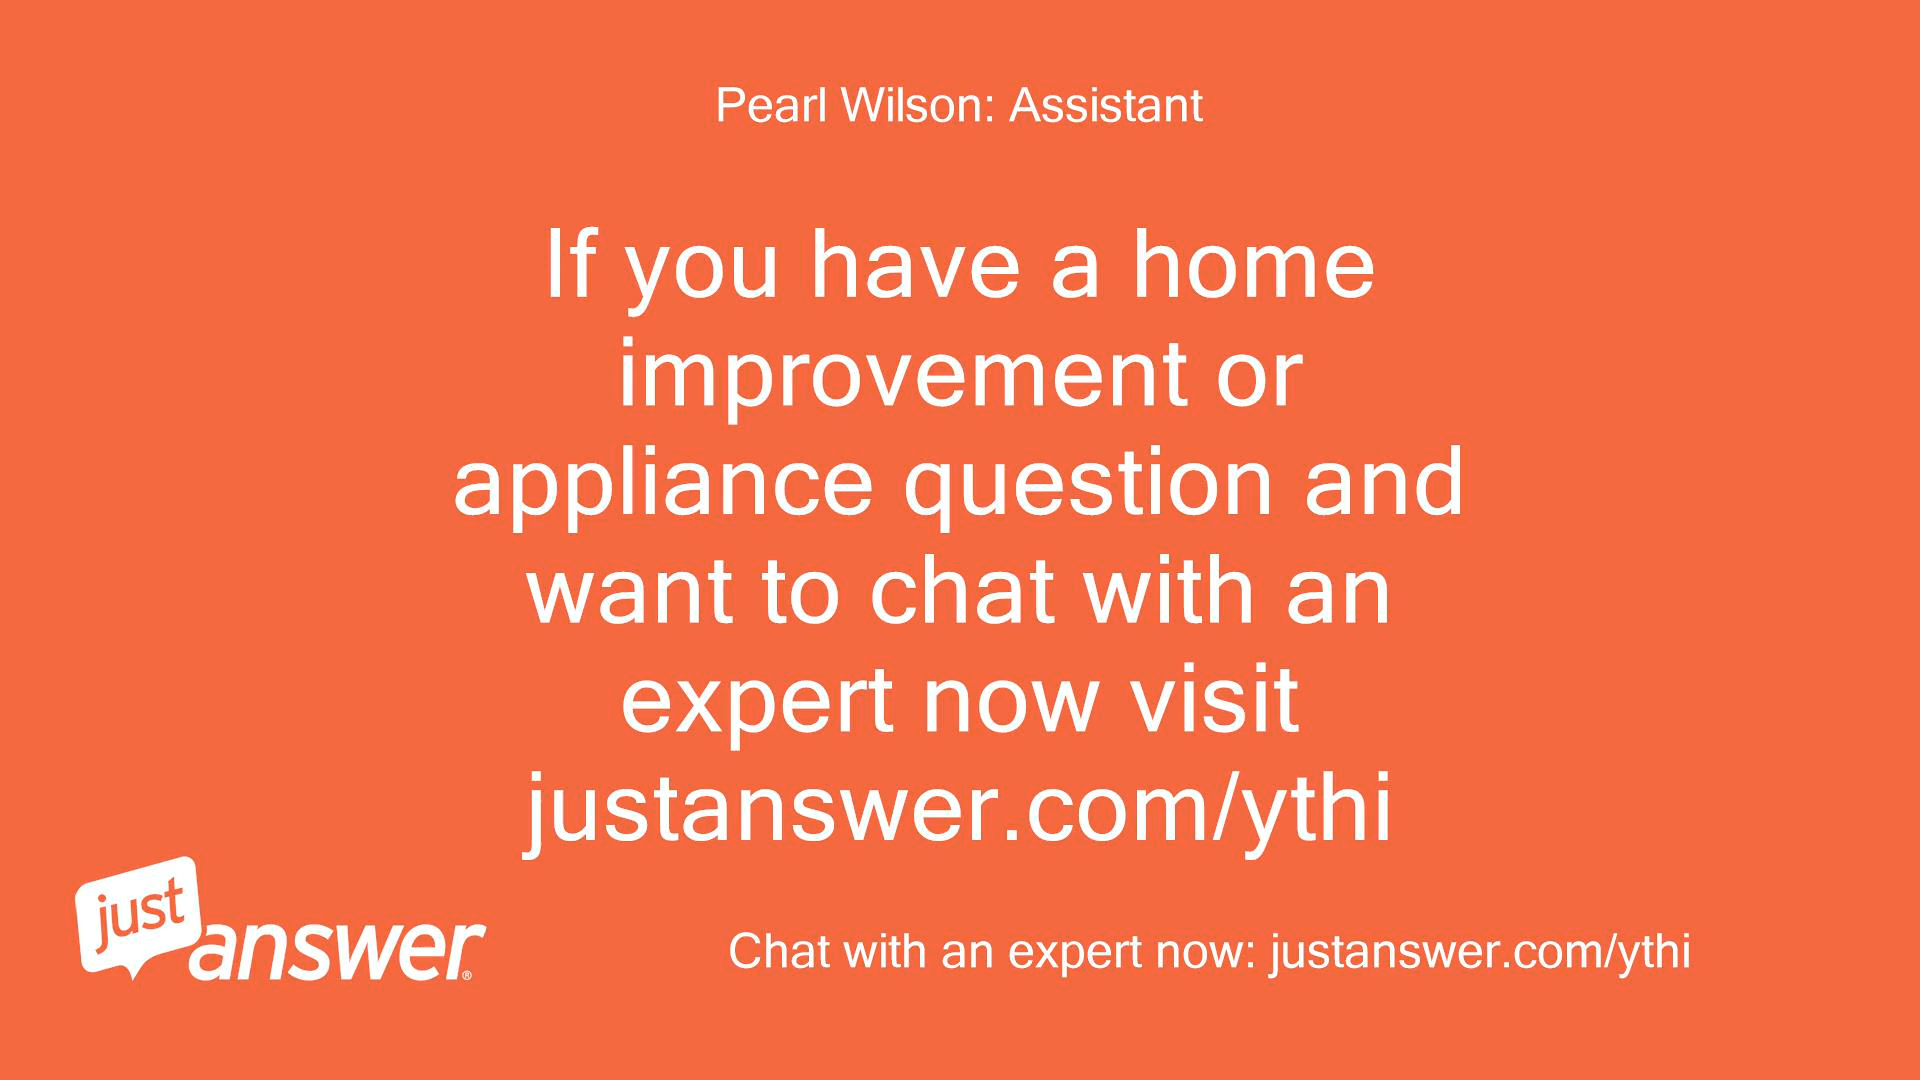 Pearl Wilson: Assistant
If you have a home
improvement or
appliance question and
want to chat with an
expert now visit
justanswer.com/ythi
just
answer®
Chat with an expert now: justanswer.com/ythi